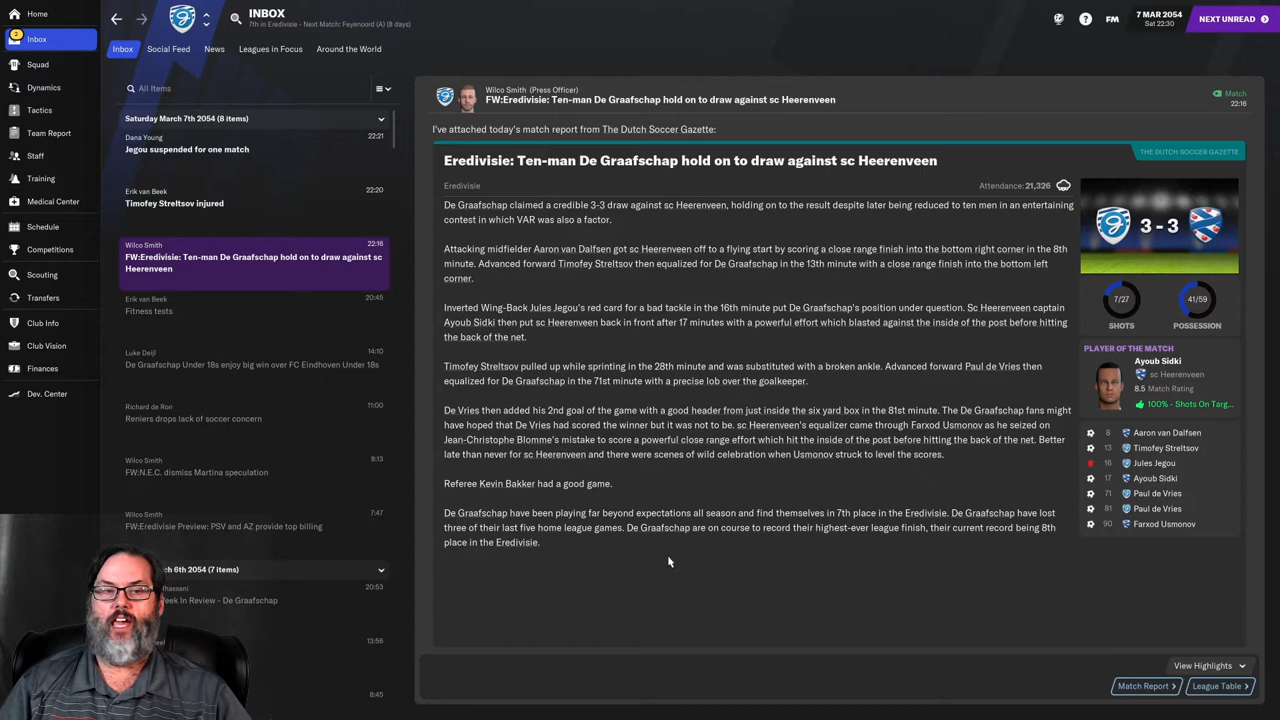 Home
INBOX
7th in Eredivisie - Next Match: Feyenoord (A) (8 days)
FM
7 MAR 2054
Sat 22:30
NEXT UNREAD
2
Inbox
Inbox
Social Feed
News
Leagues in Focus
Around the World
Squad
Dynamics
Tactics
Team Report
Staff
Training
Medical Center
Schedule
Competitions
Scouting
Transfers
Club Info
Club Vision
Finances
Dev. Center
All Items
Saturday March 7th 2054 (8 items)
Dana Young
22:21
Jegou suspended for one match
Erik van Beek
22:20
Timofey Streltsov injured
Wilco Smith
22:16
FW:Eredivisie: Ten-man De Graafschap hold on to draw against sc
Heerenveen
Erik van Beek
20:45
Fitness tests
Luke Deijl
14:10
De Graafschap Under 18s enjoy big win over FC Eindhoven Under 18s
Richard de Ron
11:00
Reniers drops lack of soccer concern
Wilco Smith
8:13
FW:N.E.C. dismiss Martina speculation
Wilco Smith
7:47
FW:Eredivisie Preview: PSV and AZ provide top billing
ch 6th 2054 (7 items)
hassani
20:53
eek In Review - De Graafschap
13:56
eel
8:45
Wilco Smith (Press Officer)
FW:Eredivisie: Ten-man De Graafschap hold on to draw against sc Heerenveen
Match
22:16
I've attached today's match report from The Dutch Soccer Gazette:
THE DUTCH SOCCER GAZETTE
Eredivisie: Ten-man De Graafschap hold on to draw against sc Heerenveen
Eredivisie
Attendance: 21,326
De Graafschap claimed a credible 3-3 draw against sc Heerenveen, holding on to the result despite later being reduced to ten men in an entertaining
contest in which VAR was also a factor.
Attacking midfielder Aaron van Dalfsen got sc Heerenveen off to a flying start by scoring a close range finish into the bottom right corner in the 8th
minute. Advanced forward Timofey Streltsov then equalized for De Graafschap in the 13th minute with a close range finish into the bottom left
corner.
Inverted Wing-Back Jules Jegou's red card for a bad tackle in the 16th minute put De Graafschap's position under question. Sc Heerenveen captain
Ayoub Sidki then put sc Heerenveen back in front after 17 minutes with a powerful effort which blasted against the inside of the post before hitting
the back of the net.
Timofey Streltsov pulled up while sprinting in the 28th minute and was substituted with a broken ankle. Advanced forward Paul de Vries then
equalized for De Graafschap in the 71st minute with a precise lob over the goalkeeper.
De Vries then added his 2nd goal of the game with a good header from just inside the six yard box in the 81st minute. The De Graafschap fans might
have hoped that De Vries had scored the winner but it was not to be. sc Heerenveen's equalizer came through Farxod Usmonov as he seized on
Jean-Christophe Blomme's mistake to score a powerful close range effort which hit the inside of the post before hitting the back of the net. Better
late than never for sc Heerenveen and there were scenes of wild celebration when Usmonov struck to level the scores.
Referee Kevin Bakker had a good game.
De Graafschap have been playing far beyond expectations all season and find themselves in 7th place in the Eredivisie. De Graafschap have lost
three of their last five home league games. De Graafschap are on course to record their highest-ever league finish, their current record being 8th
place in the Eredivisie.
3 - 3
7/27
SHOTS
41/59
POSSESSION
PLAYER OF THE MATCH
Ayoub Sidki
sc Heerenveen
8.5 Match Rating
100% - Shots On Targ...
8 Aaron van Dalfsen
13 Timofey Streltsov
16 Jules Jegou
17 Ayoub Sidki
71 Paul de Vries
81 Paul de Vries
90 Farxod Usmonov
View Highlights
Match Report
League Table